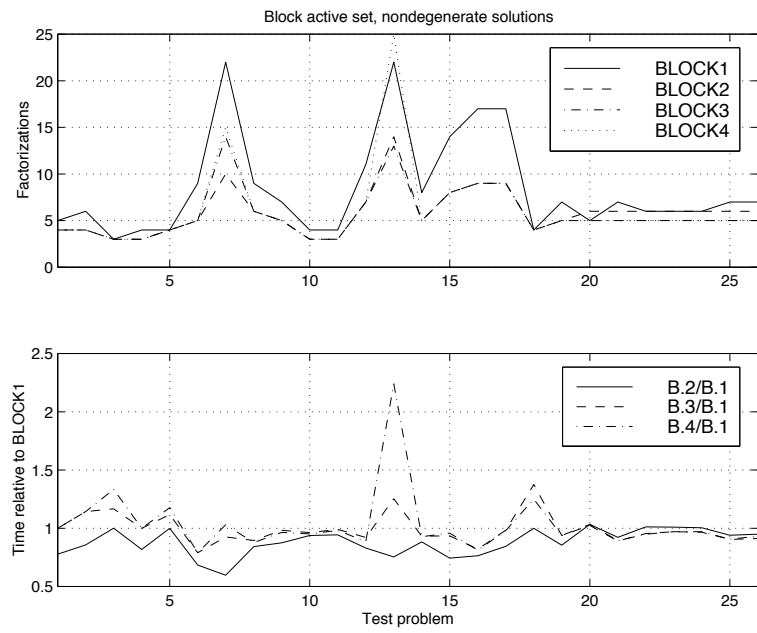 Block active set, nondegenerate solutions
Factorizations
25
20
15
10
5
0
BLOCK1
BLOCK2
BLOCK3
BLOCK4
5
10
15
20
25
Time relative to BLOCK1
2.5
2
1.5
1
0.5
B.2/B.1
B.3/B.1
B.4/B.1
5
10
15
20
25
Test problem